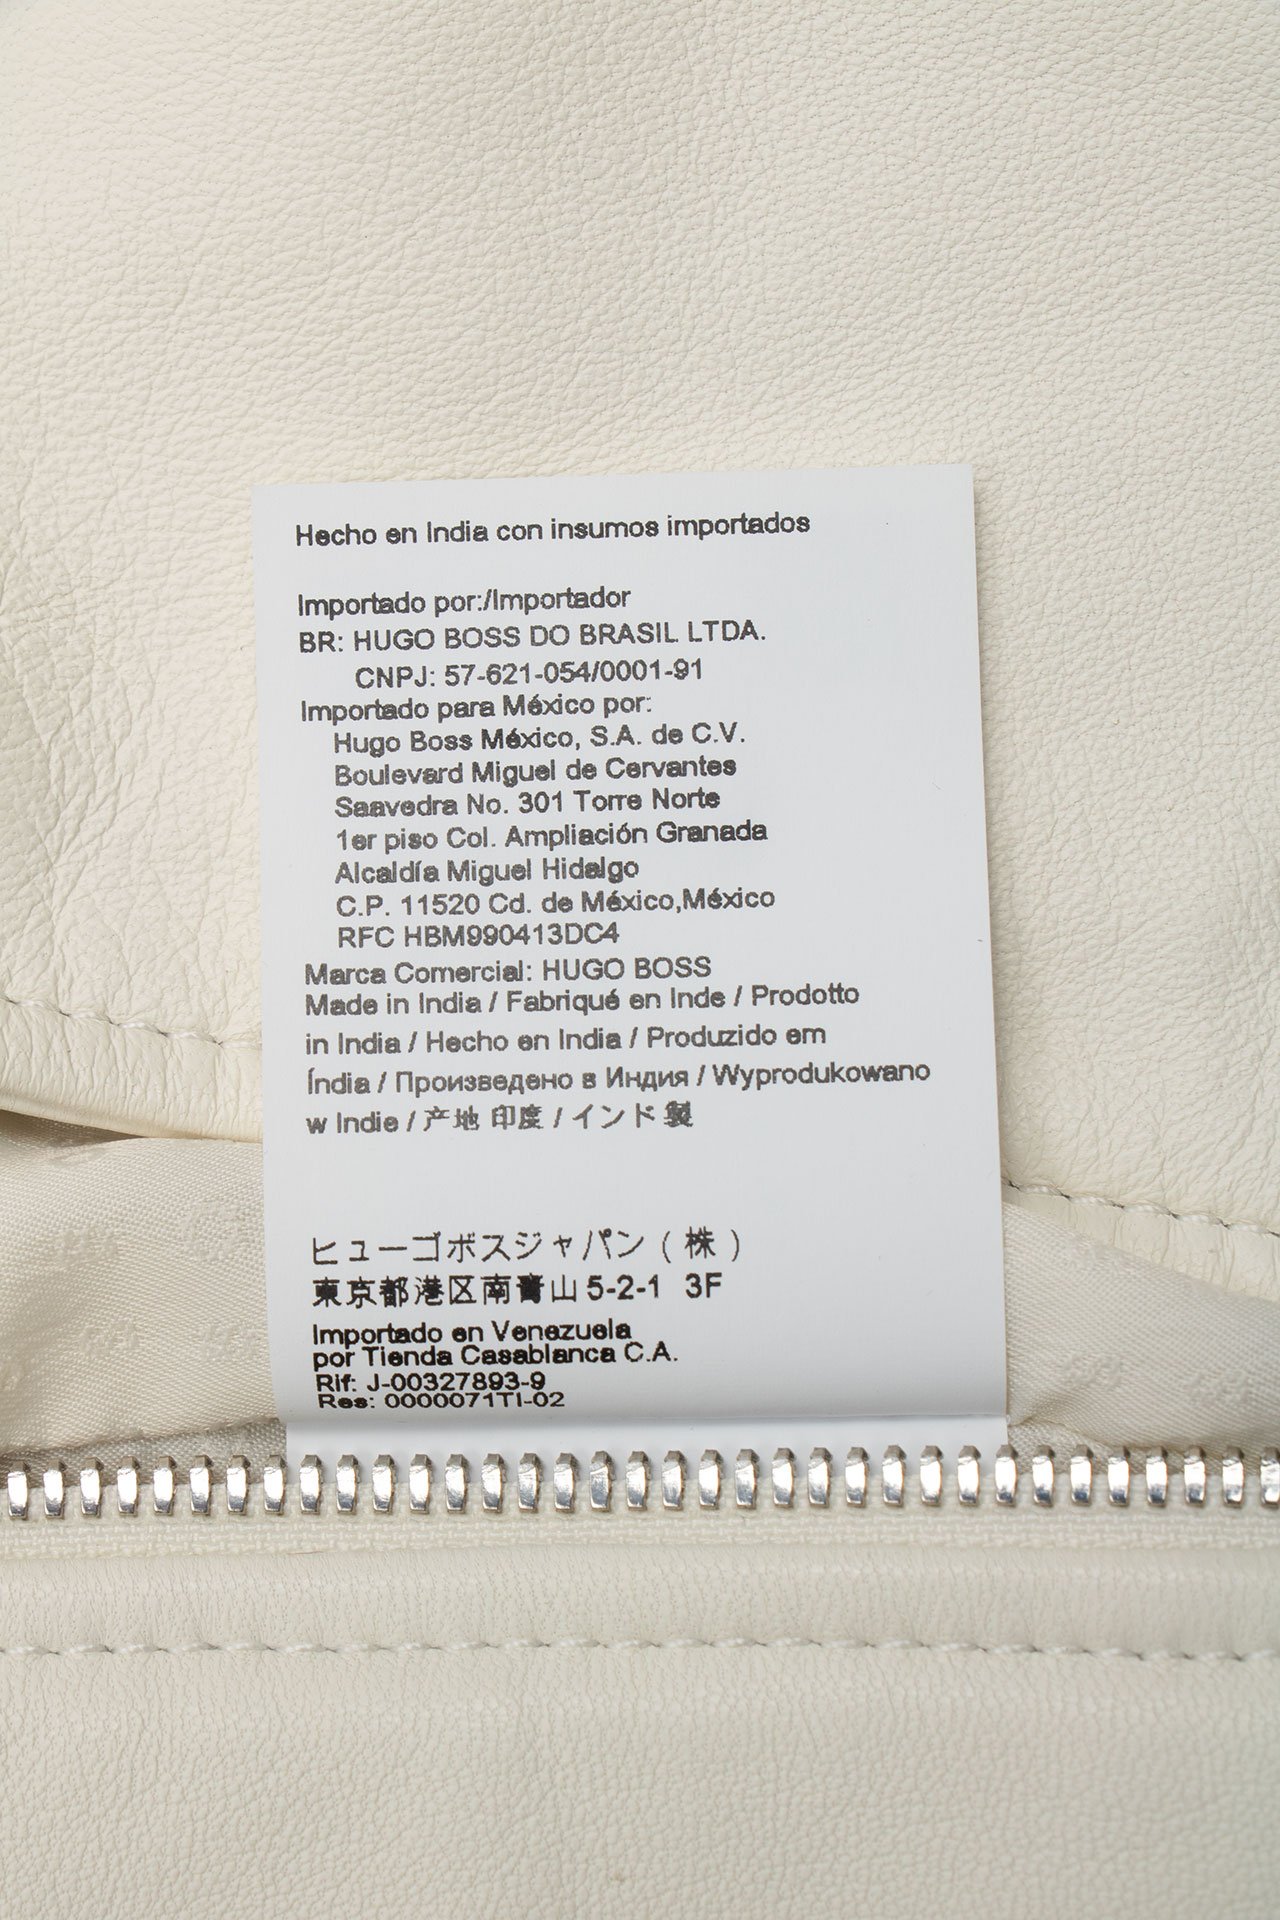 Hecho en India con insumos importados
Importado por:/Importador
BR: HUGO BOSS DO BRASIL LTDA.
CNPJ: 57-621-054/0001-91
Importado para México por:
Hugo Boss México, S.A. de C.V.
Boulevard Miguel de Cervantes
Saavedra No. 301 Torre Norte
1er piso Col. Ampliación Granada
Alcaldía Miguel Hidalgo
C.P. 11520 Cd. de México,México
RFC HBM990413DC4
Marca Comercial: HUGO BOSS
Made in India / Fabriqué en Inde / Prodotto
in India / Hecho en India / Produzido em
Índia / Произведено в Индия / Wyprodukowano
w Indie / 产地 印度 / インド 製
ヒューゴボスジャパン ( 株 )
東京都港区南青山 5-2-1 3F
Importado en Venezuela
por Tienda Casablanca C.A.
Rif: J-00327893-9
Res: 0000071TI-02